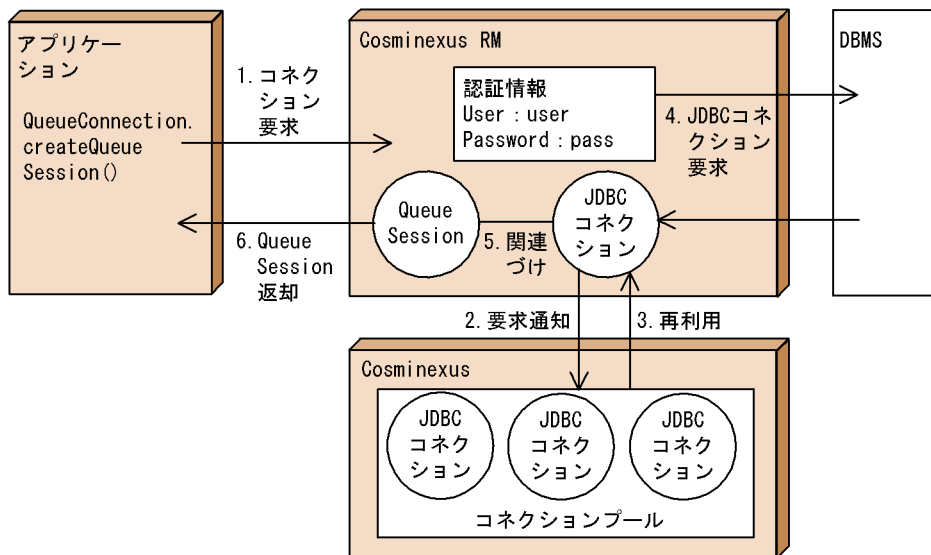 アプリケー
ション
QueueConnection.
createQueue
Session()
1.コネク
ション
要求
Cosminexus RM
認証情報
User：user
Password：pass
4.JDBCコネ
クション
要求
DBMS
Queue
Session
5.関連
づけ
JDBC
コネク
ション
6.Queue
Session
返却
2.要求通知
3.再利用
Cosminexus
JDBC
コネク
ション
JDBC
コネク
ション
JDBC
コネク
ション
コネクションプール